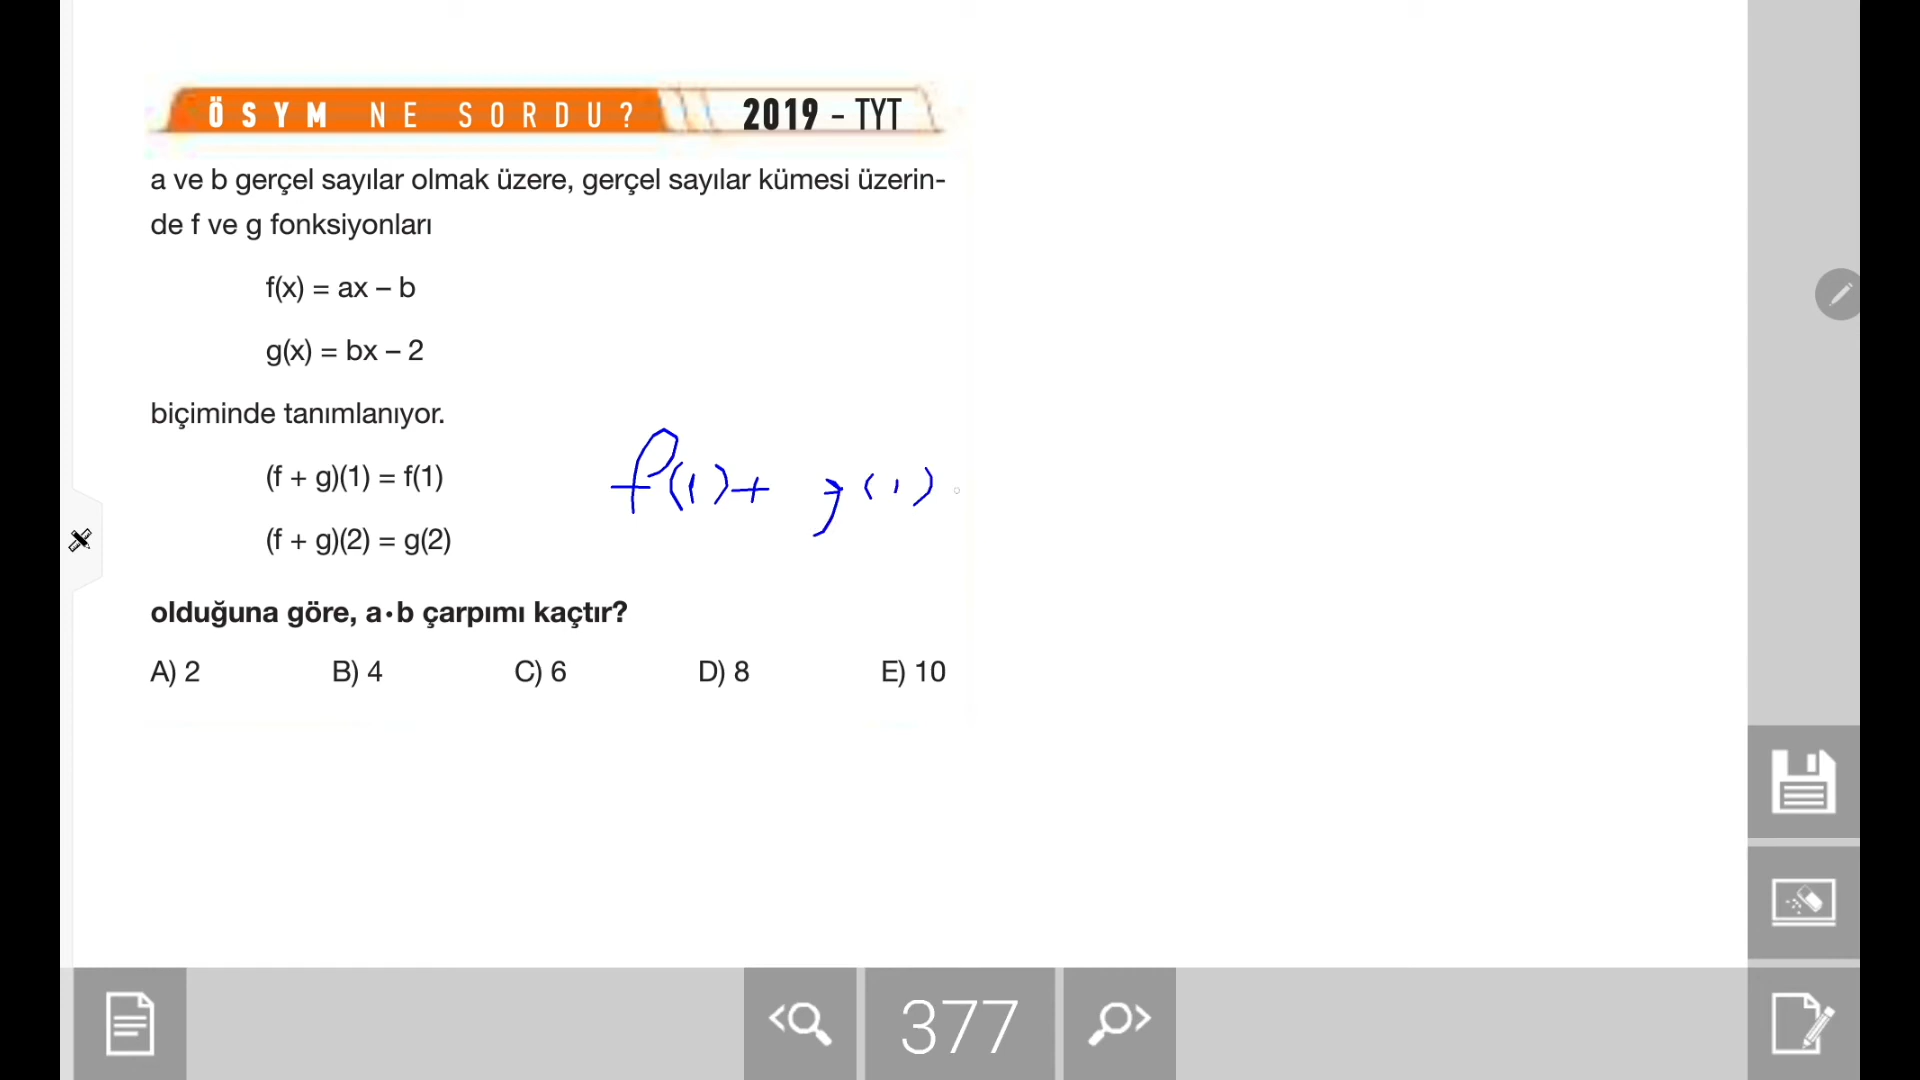 ÖSYM NE SORDU? 2019 - TYT
a ve b gerçel sayılar olmak üzere, gerçel sayılar kümesi üzerin-
de f ve g fonksiyonları
f(x) = ax – b
g(x) = bx – 2
biçiminde tanımlanıyor.
(f + g)(1) = f(1)
f(1) + g(1)
(f + g)(2) = g(2)
olduğuna göre, a·b çarpımı kaçtır?
A) 2 B) 4 C) 6 D) 8 E) 10
377